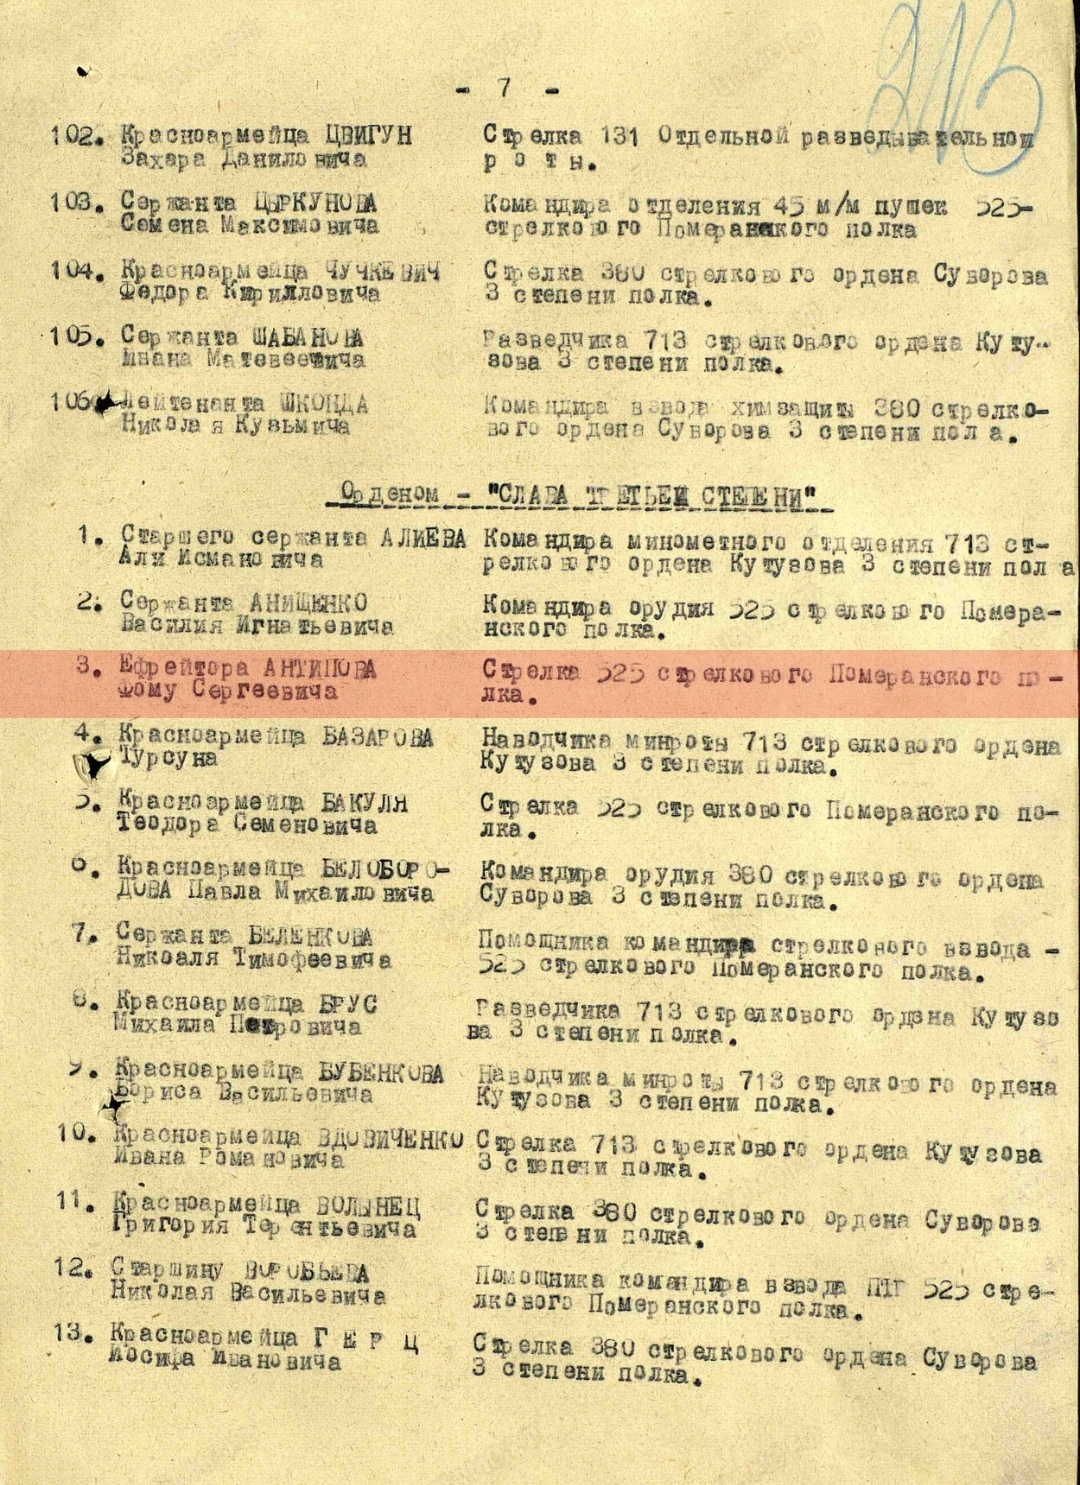 213
- 7 -
102. Красноармейца ЦВИГУН Стрелка 131 Отдельной разведывательной
Захара Даниловича р о т ы.
103. Сержанта ЦЫРКУНОВА Командира отделения 45 м/м пушек 525-
Семена Максимовича стрелкового Померанского полка
104. Красноармейца ЧУЧКЕВИЧ Стрелка 380 стрелкового ордена Суворова
Федора Кирилловича 3 степени полка.
105. Сержанта ШАБАНОВА Разведчика 713 стрелкового ордена Куту-
Ивана Матвеевича зова 3 степени полка.
106. Лейтенанта ШКОНДА Командира взвода химзащиты 380 стрелко-
Николая Кузьмича вого ордена Суворова 3 степени пол а.
Орденом - "СЛАВА ТРЕТЬЕЙ СТЕПЕНИ"
1. Старшего сержанта АЛИЕВА Командира минометного отделения 713 ст-
Али Исмановича релкового ордена Кутузова 3 степени пол а
2. Сержанта АНИЩЕНКО Командира орудия 525 стрелкового Помера-
Василия Игнатьевича нского полка.
3. Ефрейтора АНТИПОВА Стрелка 525 стрелкового Померанского по-
Фому Сергеевича лка.
4. Красноармейца БАЗАРОВА Наводчика минроты 713 стрелкового ордена
Турсуна Кутузова 3 степени полка.
5. Красноармейца БАКУЛЯ Стрелка 525 стрелкового Померанского по-
Теодора Семеновича лка.
6. Красноармейца БЕЛОБОРО- Командира орудия 380 стрелкового ордена
ДОВА Павла Михаиловича Суворова 3 степени полка.
7. Сержанта БЕЛЕНКОВА Помощника командира стрелкового взвода -
Никоаля Тимофеевича 525 стрелкового Померанского полка.
8. Красноармейца БРУС Разведчика 713 стрелкового ордена Кутузо
Михаила Петровича ва 3 степени полка.
9. Красноармейца БУБЕНКОВА Наводчика минроты 713 стрелкового ордена
Бориса Васильевича Кутузова 3 степени полка.
10. Красноармейца ВДОВИЧЕНКО Стрелка 713 стрелкового ордена Кутузова
Ивана Романовича 3 степени полка.
11. Красноармейца ВОЛЫНЕЦ Стрелка 380 стрелкового ордена Суворова
Григория Терентьевича 3 степени полка.
12. Старшину ВОРОБЬЕВА Помощника командира взвода ПТР 525 стре-
Николая Васильевича лкового Померанского полка.
13. Красноармейца Г Е Р Ц Стрелка 380 стрелкового ордена Суворова
Иосифа Ивановича 3 степени полка.